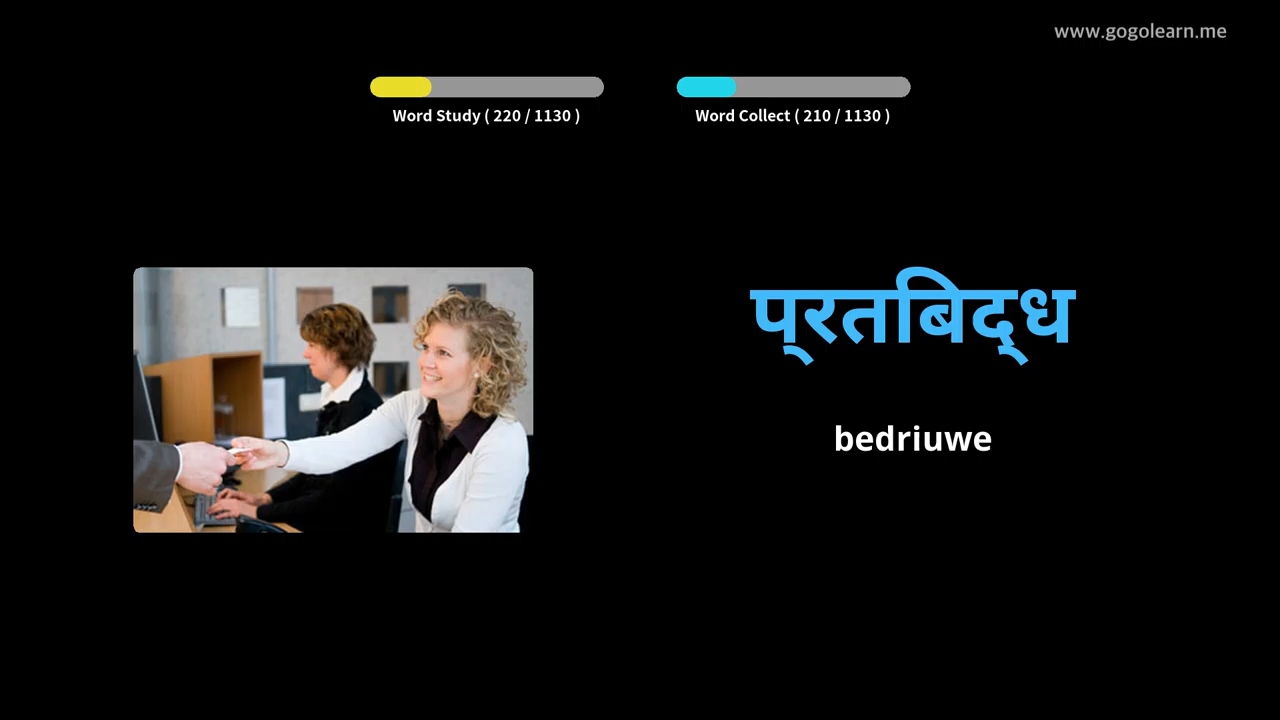 www.gogolearn.me
Word Study ( 220 / 1130 )
Word Collect ( 210 / 1130 )
प्‌रतबिद्‌ध
bedriuwe